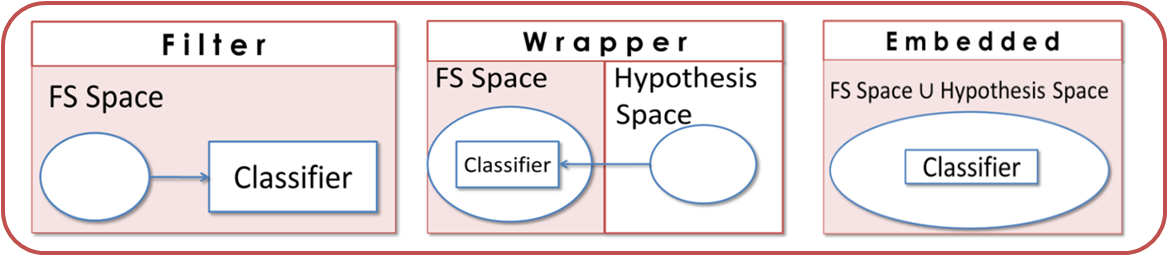 Filter
FS Space
Classifier
Wrapper
FS Space
Classifier
Hypothesis
Space
Embedded
FS Space ∪ Hypothesis Space
Classifier